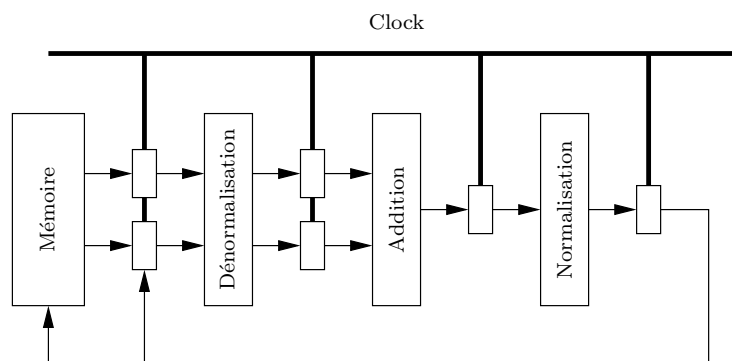 Clock
Mémoire
Dénormalisation
Addition
Normalisation